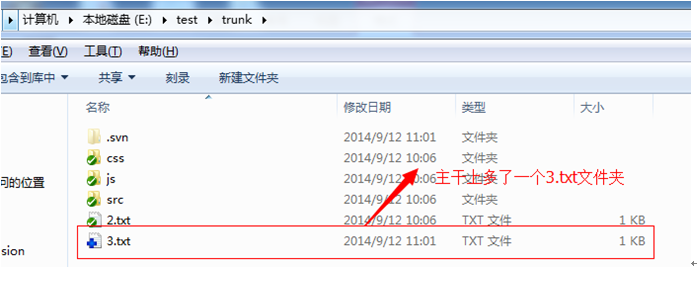 计算机 本地磁盘 (E:) test trunk
(E) 查看(V) 工具(T) 帮助(H)
包含到库中 共享 刻录 新建文件夹
名称 修改日期 类型 大小
.svn 2014/9/12 11:01 文件夹
css 2014/9/12 10:06 文件夹
js 2014/9/12 10:06 文件夹
主干上多了一个3.txt文件夹
问的位置
src 2014/9/12 10:06 文件夹
2.txt 2014/9/12 10:06 TXT 文件 1 KB
3.txt 2014/9/12 11:01 TXT 文件 1 KB
sion